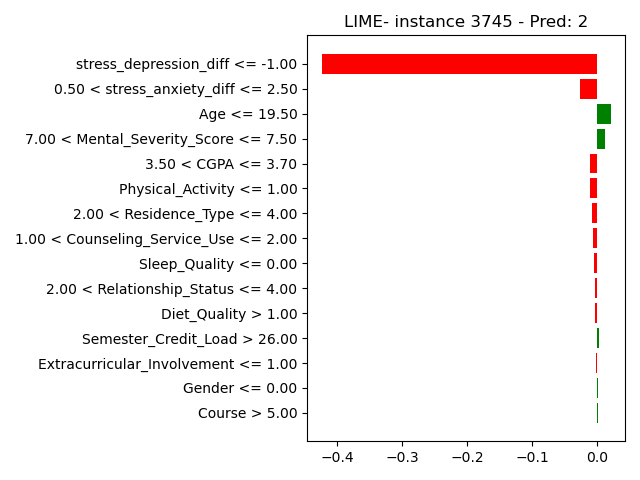 LIME- instance 3745 - Pred: 2
stress_depression_diff <= -1.00
0.50 < stress_anxiety_diff <= 2.50
Age <= 19.50
7.00 < Mental_Severity_Score <= 7.50
3.50 < CGPA <= 3.70
Physical_Activity <= 1.00
2.00 < Residence_Type <= 4.00
1.00 < Counseling_Service_Use <= 2.00
Sleep_Quality <= 0.00
2.00 < Relationship_Status <= 4.00
Diet_Quality > 1.00
Semester_Credit_Load > 26.00
Extracurricular_Involvement <= 1.00
Gender <= 0.00
Course > 5.00
−0.4 −0.3 −0.2 −0.1 0.0